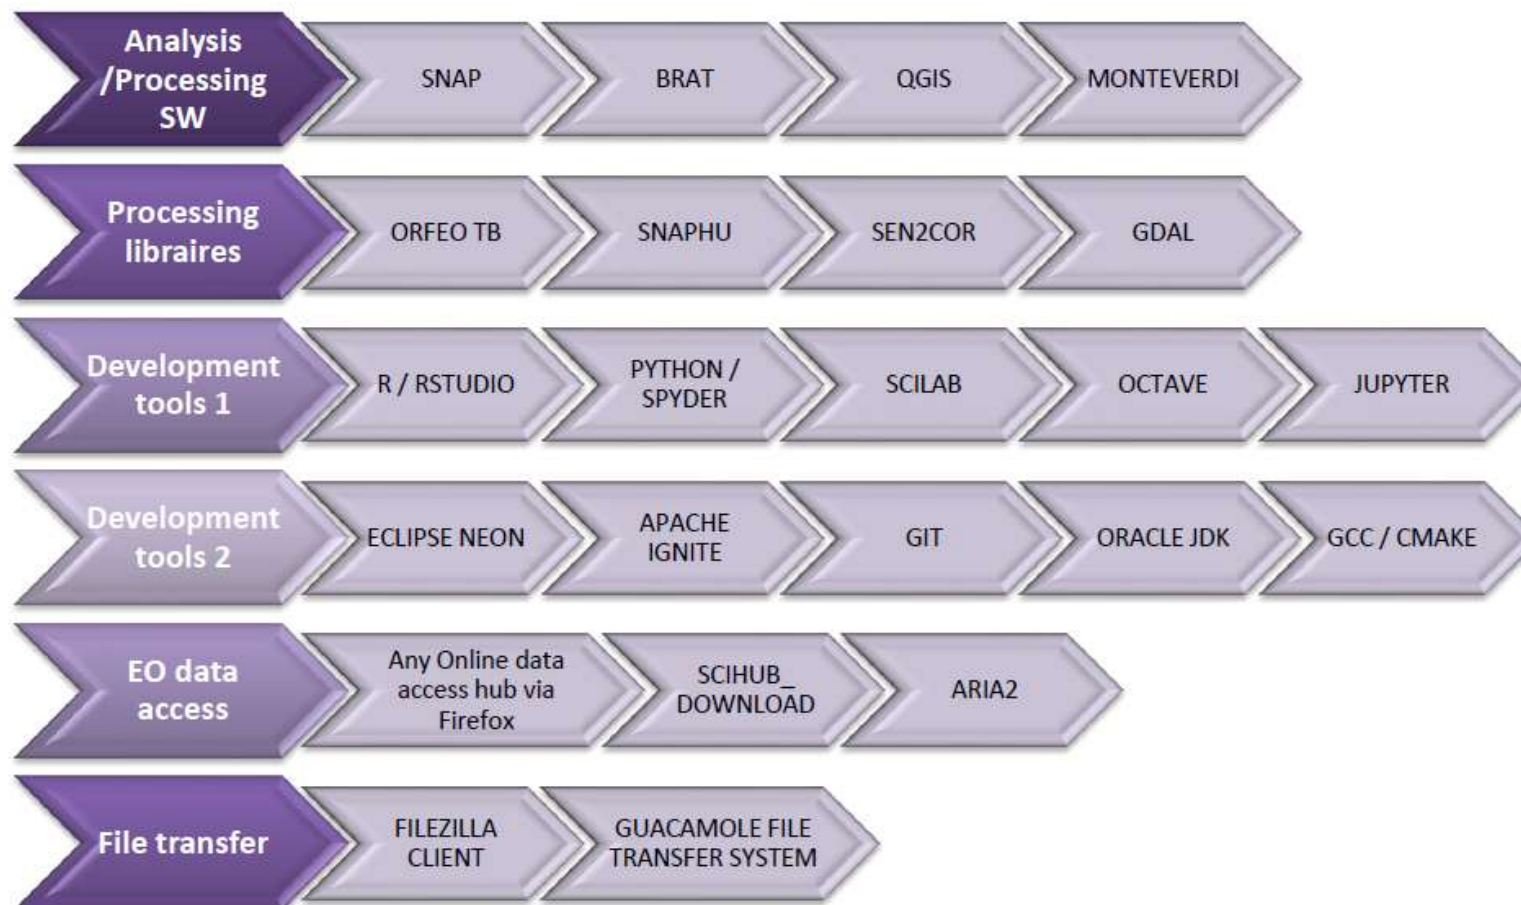 Analysis
/Processing
SW
SNAP
BRAT
QGIS
MONTEVERDI
Processing
libraires
ORFEO TB
SNAPHU
SEN2COR
GDAL
Development
tools 1
R / RSTUDIO
PYTHON /
SPYDER
SCILAB
OCTAVE
JUPYTER
Development
tools 2
ECLIPSE NEON
APACHE
IGNITE
GIT
ORACLE JDK
GCC / CMAKE
EO data
access
Any Online data
access hub via
Firefox
SCIHUB_
DOWNLOAD
ARIA2
File transfer
FILEZILLA
CLIENT
GUACAMOLE FILE
TRANSFER SYSTEM